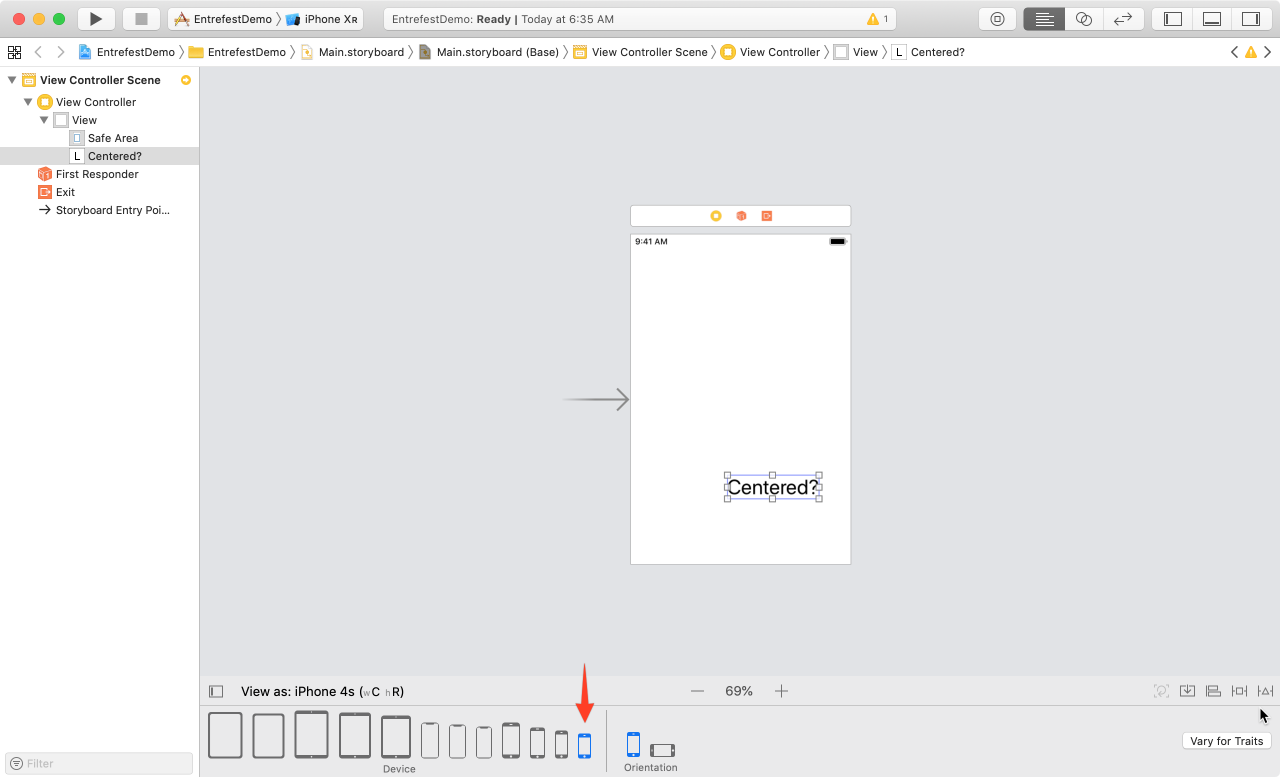 EntrefestDemo iPhone XR
EntrefestDemo: Ready | Today at 6:35 AM
1
EntrefestDemo EntrefestDemo Main.storyboard Main.storyboard (Base) View Controller Scene View Controller View L Centered?
View Controller Scene
View Controller
View
Safe Area
L Centered?
First Responder
Exit
Storyboard Entry Poi...
9:41 AM
Centered?
View as: iPhone 4s (wC hR)
69%
Vary for Traits
Filter
Device
Orientation